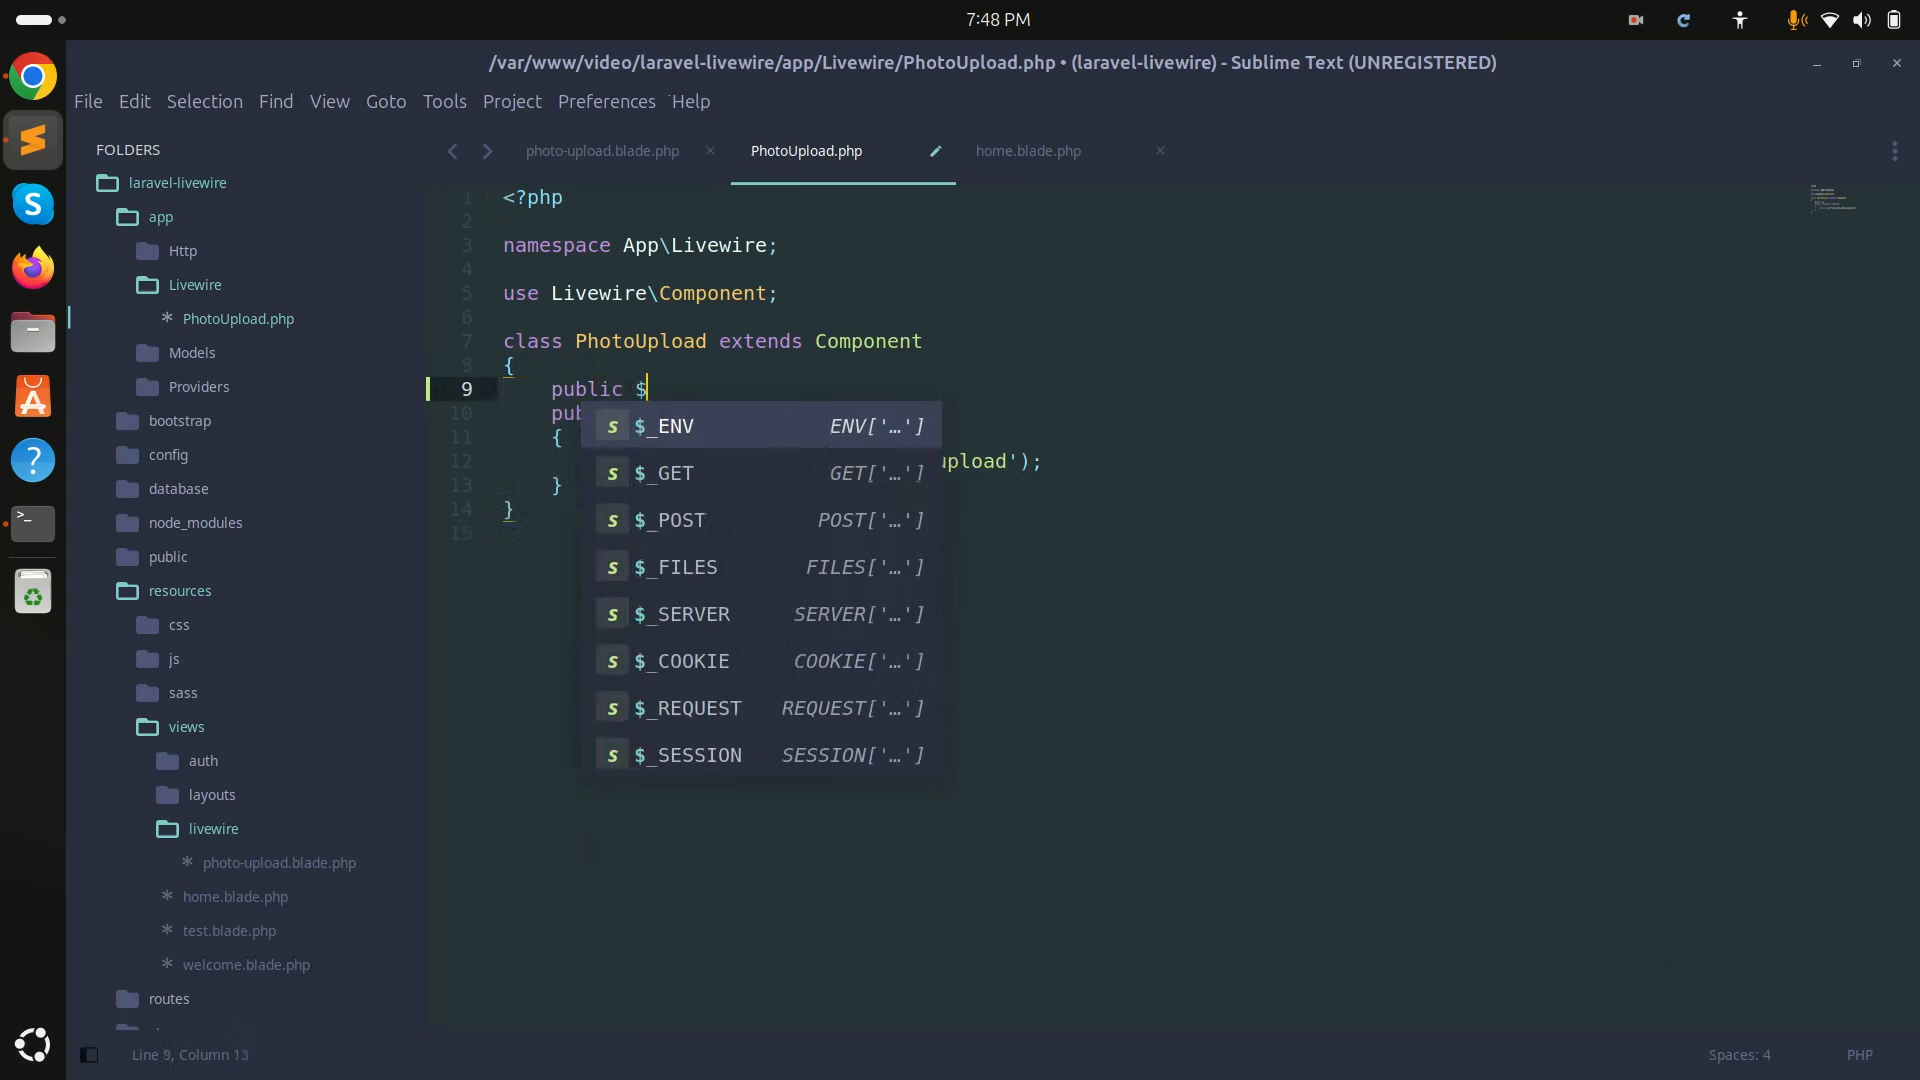 7:48 PM
/var/www/video/laravel-livewire/app/Livewire/PhotoUpload.php • (laravel-livewire) - Sublime Text (UNREGISTERED)
File Edit Selection Find View Goto Tools Project Preferences Help
FOLDERS
laravel-livewire
app
Http
Livewire
PhotoUpload.php
Models
Providers
bootstrap
config
database
node_modules
public
resources
css
js
sass
views
auth
layouts
livewire
photo-upload.blade.php
home.blade.php
test.blade.php
welcome.blade.php
routes
photo-upload.blade.php PhotoUpload.php home.blade.php
1 <?php
2
3 namespace App\Livewire;
4
5 use Livewire\Component;
6
7 class PhotoUpload extends Component
8 {
9 public $
10 pub
11 {
12 upload');
13 }
14 }
15
s $_ENV ENV['…']
s $_GET GET['…']
s $_POST POST['…']
s $_FILES FILES['…']
s $_SERVER SERVER['…']
s $_COOKIE COOKIE['…']
s $_REQUEST REQUEST['…']
s $_SESSION SESSION['…']
Line 9, Column 13
Spaces: 4 PHP